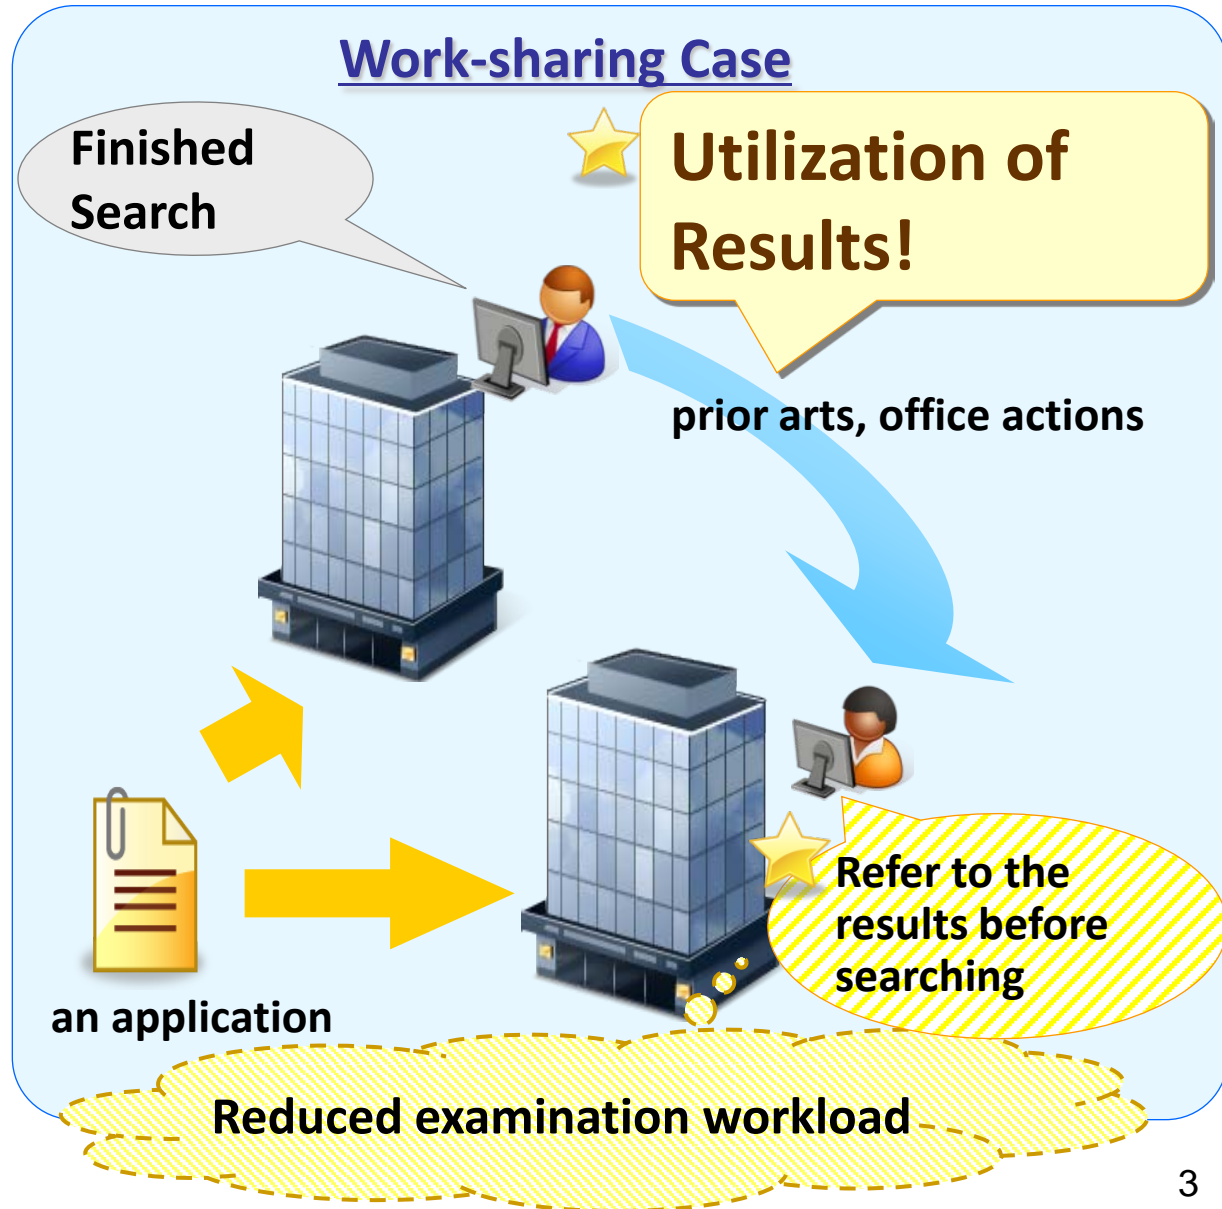 Work-sharing Case
Finished
Search
Utilization of
Results!
prior arts, office actions
Refer to the
results before
searching
an application
Reduced examination workload
3